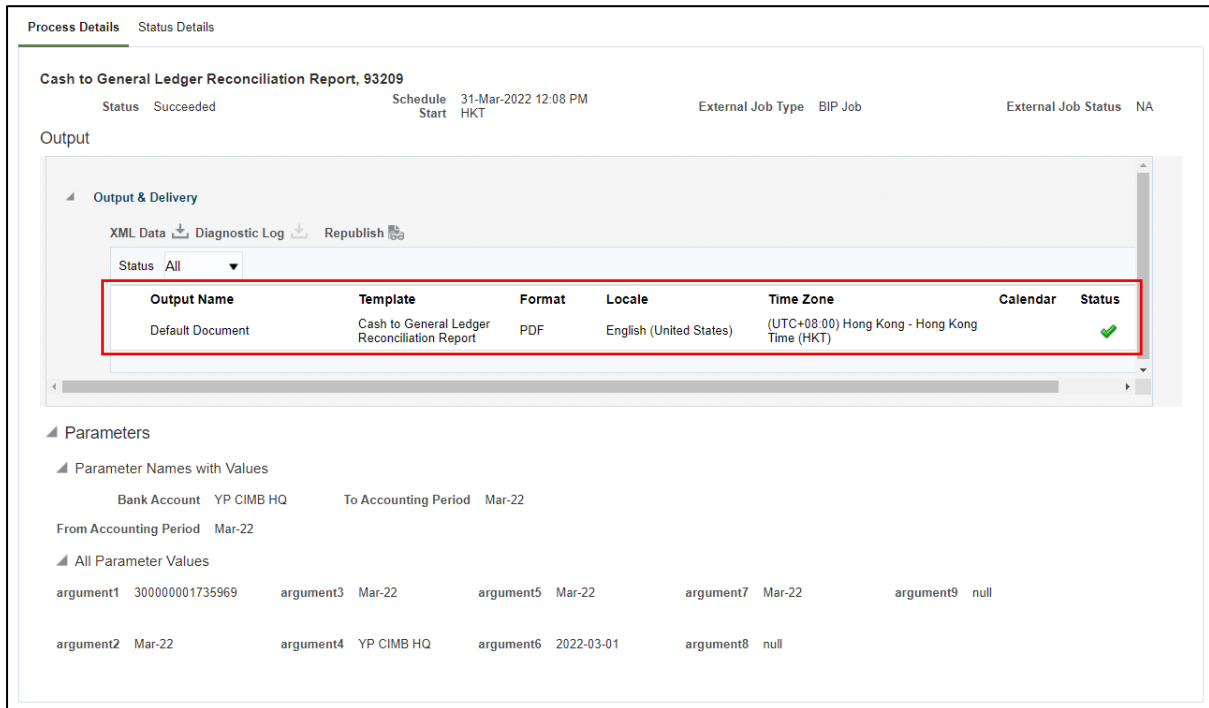 Process Details Status Details
Cash to General Ledger Reconciliation Report, 93209
Status Succeeded Schedule Start 31-Mar-2022 12:08 PM HKT External Job Type BIP Job External Job Status NA
Output
Output & Delivery
XML Data Diagnostic Log Republish
Status All
Output Name Template Format Locale Time Zone Calendar Status
Default Document Cash to General Ledger Reconciliation Report PDF English (United States) (UTC+08:00) Hong Kong - Hong Kong Time (HKT)
Parameters
Parameter Names with Values
Bank Account YP CIMB HQ To Accounting Period Mar-22
From Accounting Period Mar-22
All Parameter Values
argument1 300000001735969 argument3 Mar-22 argument5 Mar-22 argument7 Mar-22 argument9 null
argument2 Mar-22 argument4 YP CIMB HQ argument6 2022-03-01 argument8 null